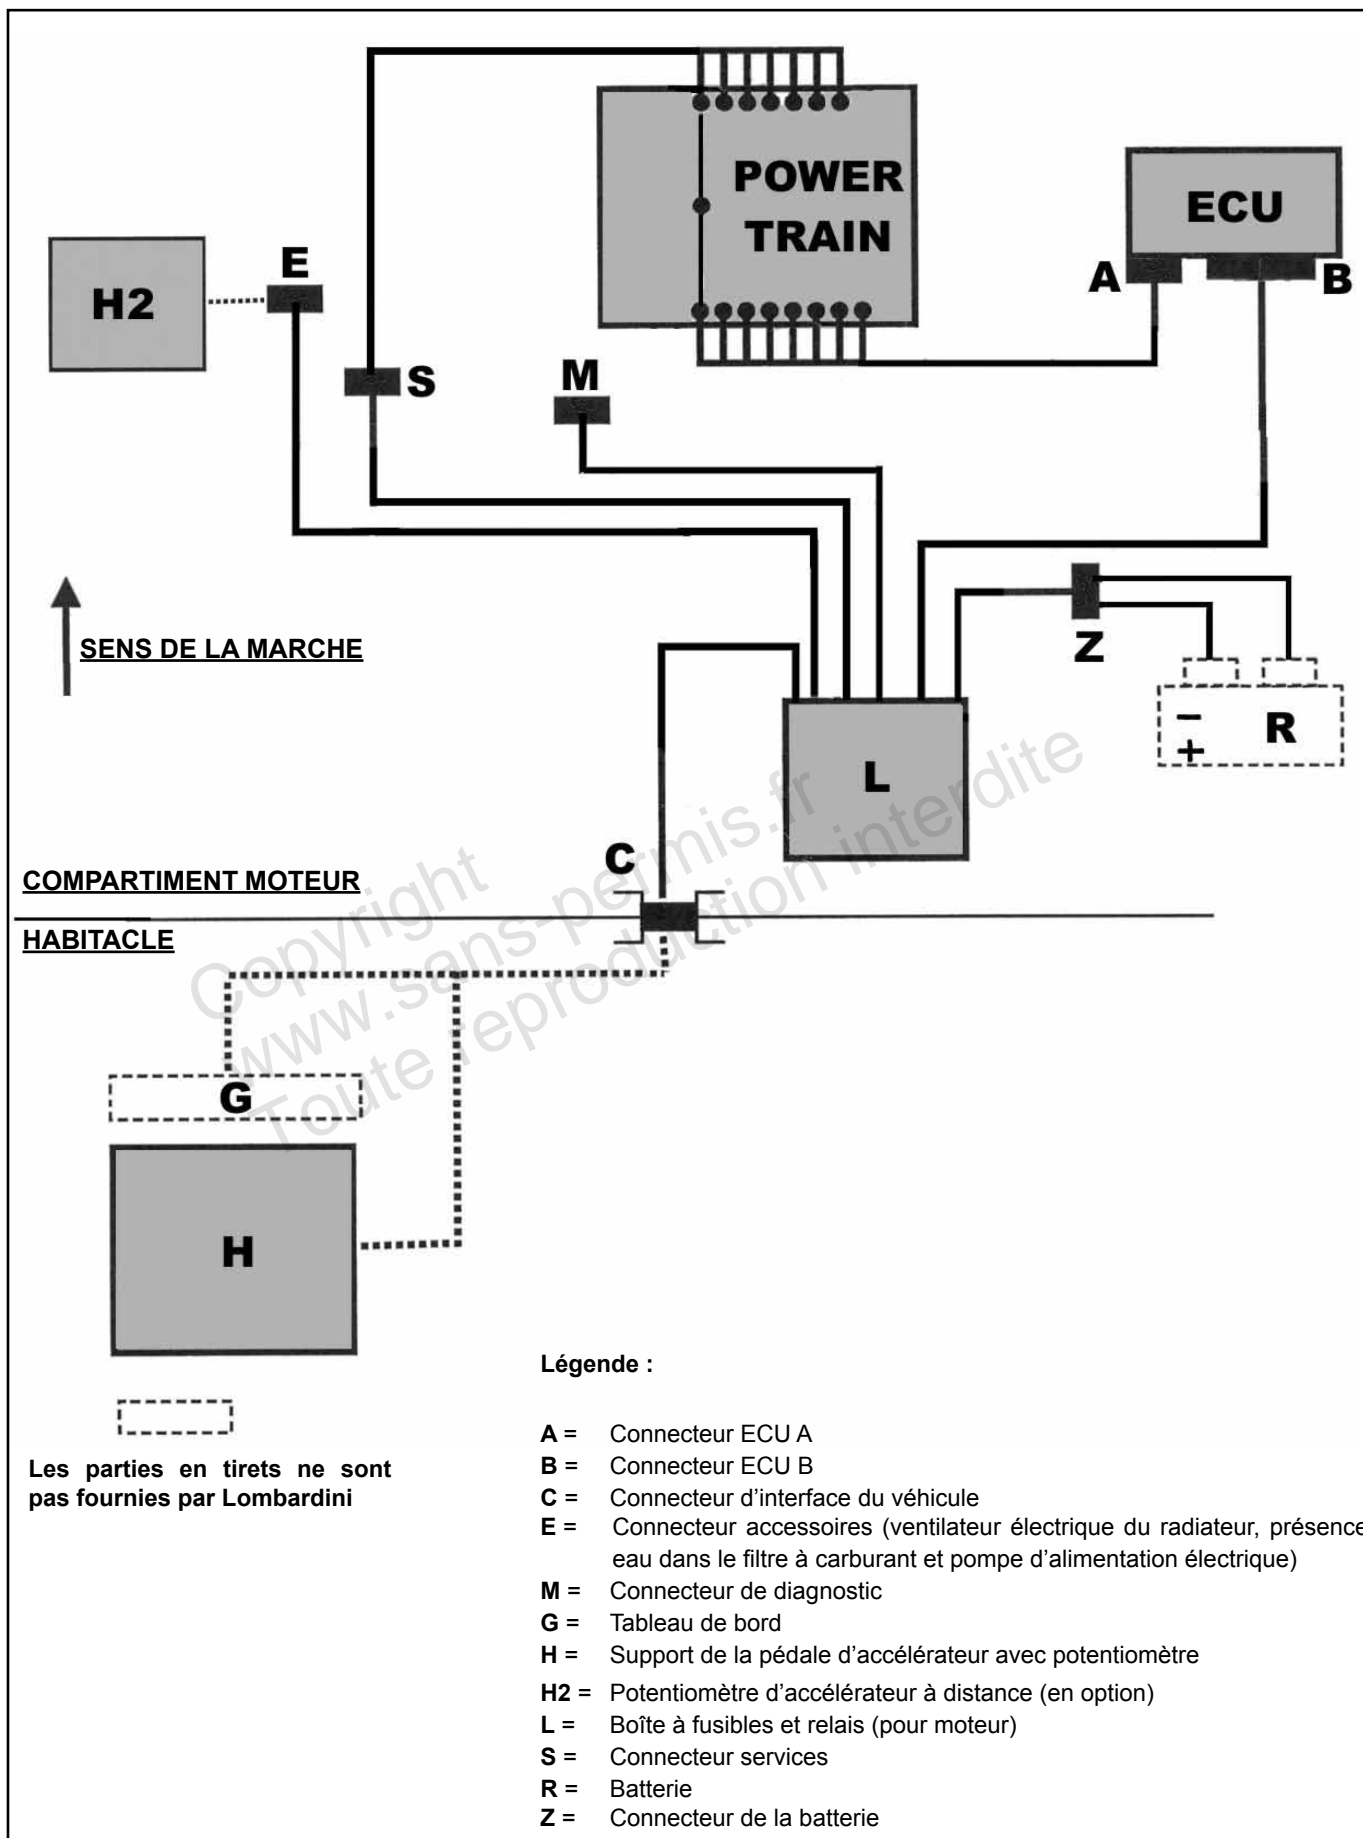 POWER
TRAIN
ECU
A
B
E
H2
S
M
SENS DE LA MARCHE
Z
−
+
R
L
C
COMPARTIMENT MOTEUR
HABITACLE
Copyright
www.sans-permis.fr
Toute reproduction interdite
G
H
Les parties en tirets ne sont
pas fournies par Lombardini
Légende :
A = Connecteur ECU A
B = Connecteur ECU B
C = Connecteur d’interface du véhicule
E = Connecteur accessoires (ventilateur électrique du radiateur, présence
eau dans le filtre à carburant et pompe d’alimentation électrique)
M = Connecteur de diagnostic
G = Tableau de bord
H = Support de la pédale d’accélérateur avec potentiomètre
H2 = Potentiomètre d’accélérateur à distance (en option)
L = Boîte à fusibles et relais (pour moteur)
S = Connecteur services
R = Batterie
Z = Connecteur de la batterie